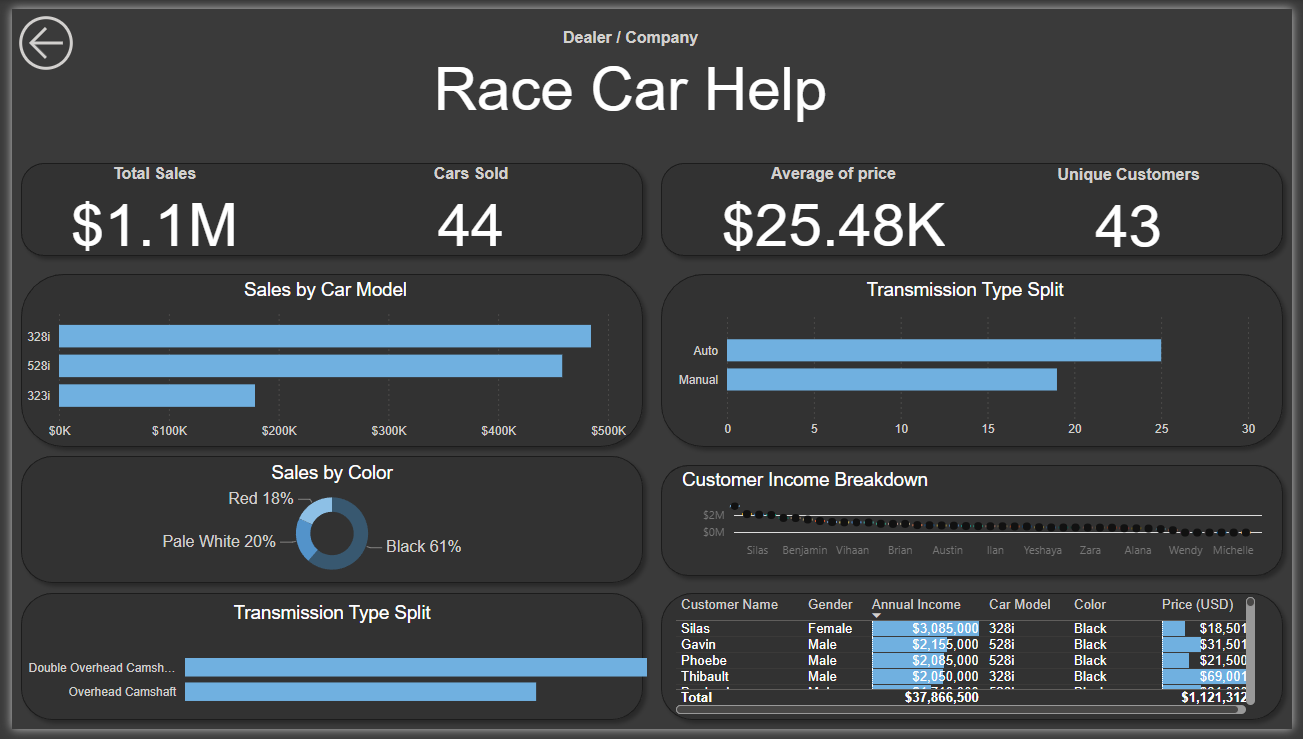 Dealer / Company
Race Car Help
Total Sales
$1.1M
Cars Sold
44
Average of price
$25.48K
Unique Customers
43
Sales by Car Model
328i
528i
323i
$0K $100K $200K $300K $400K $500K
Transmission Type Split
Auto
Manual
0 5 10 15 20 25 30
Sales by Color
Red 18%
Pale White 20%
Black 61%
Customer Income Breakdown
$2M
$0M
Silas Benjamin Vihaan Brian Austin Ilan Yeshaya Zara Alana Wendy Michelle
Transmission Type Split
Double Overhead Camsh...
Overhead Camshaft
Customer Name Gender Annual Income Car Model Color Price (USD)
Silas Female $3,085,000 328i Black $18,501
Gavin Male $2,155,000 528i Black $31,501
Phoebe Male $2,085,000 328i Black $21,500
Thibault Male $2,050,000 528i Black $69,001
Total $37,866,500 $1,121,312